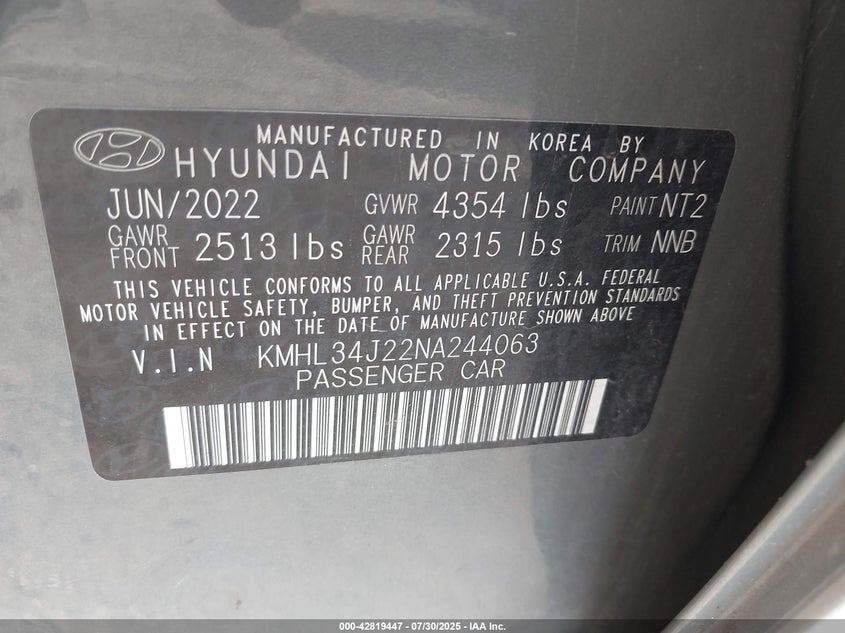 MANUFACTURED IN KOREA BY
HYUNDAI MOTOR COMPANY
JUN/2022 GVWR 4354 lbs PAINT NT2
GAWR FRONT 2513 lbs GAWR REAR 2315 lbs TRIM NNB
THIS VEHICLE CONFORMS TO ALL APPLICABLE U.S.A. FEDERAL
MOTOR VEHICLE SAFETY, BUMPER, AND THEFT PREVENTION STANDARDS
IN EFFECT ON THE DATE OF MANUFACTURE SHOWN ABOVE
V.I.N KMHL34J22NA244063
PASSENGER CAR
000-42819447 - 07/30/2025 - IAA Inc.